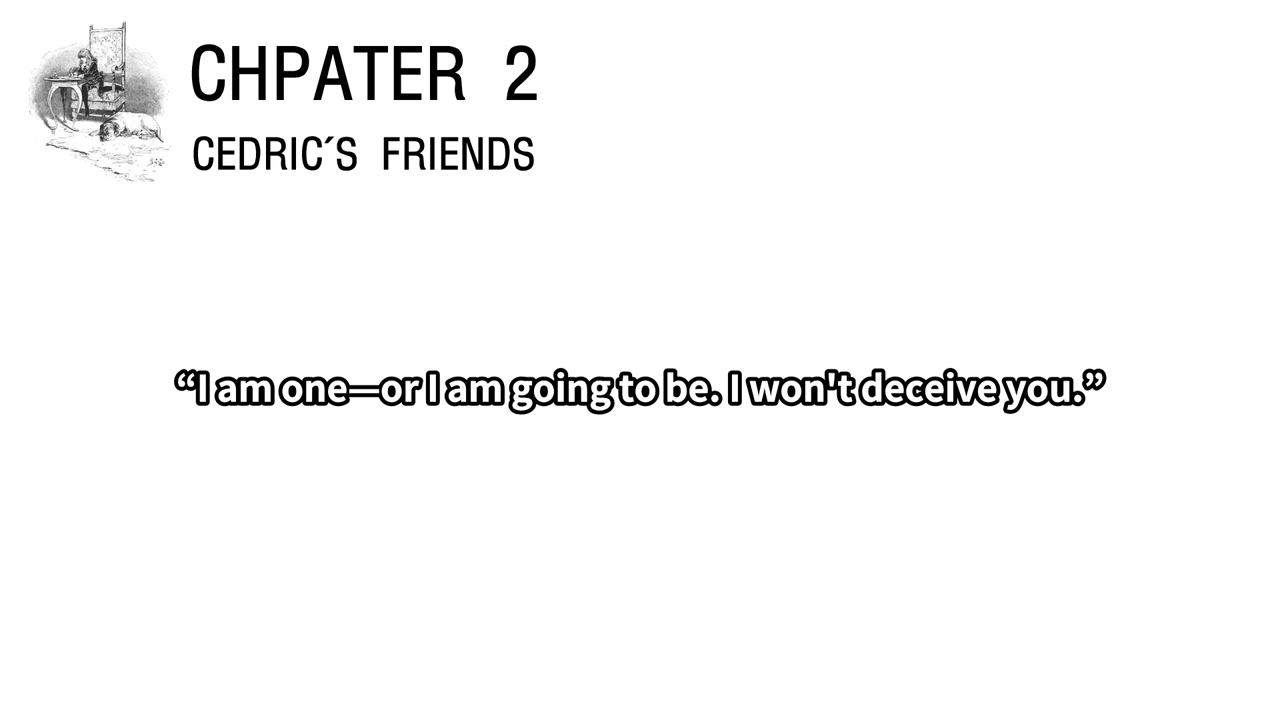 CHPATER 2
CEDRIC´S FRIENDS
“I am one—or I am going to be. I won't deceive you.”